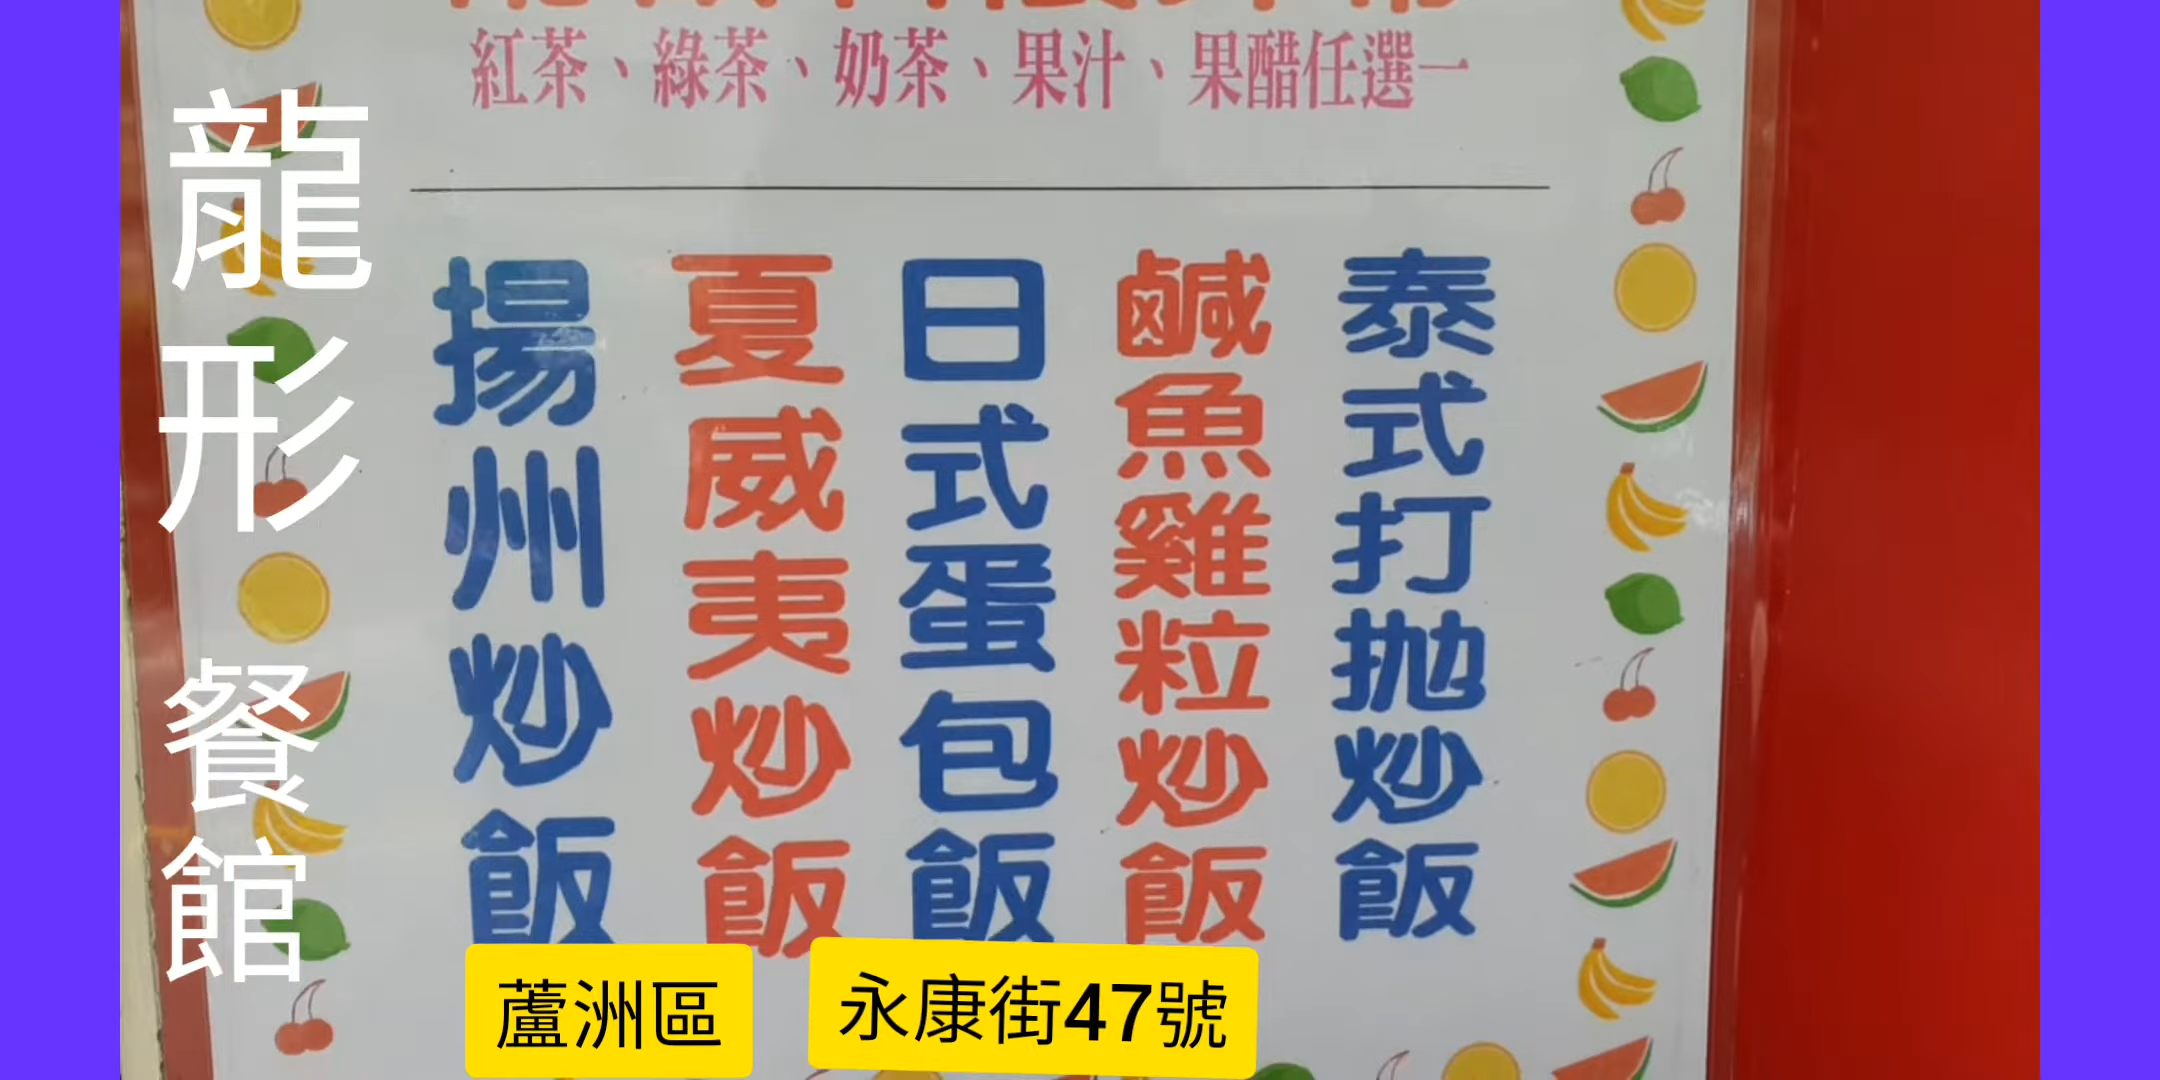 紅茶、綠茶、奶茶、果汁、果醋任選一
龍形 餐館
揚州炒飯
夏威夷炒飯
日式蛋包飯
鹹魚雞粒炒飯
泰式打拋炒飯
蘆洲區
永康街47號